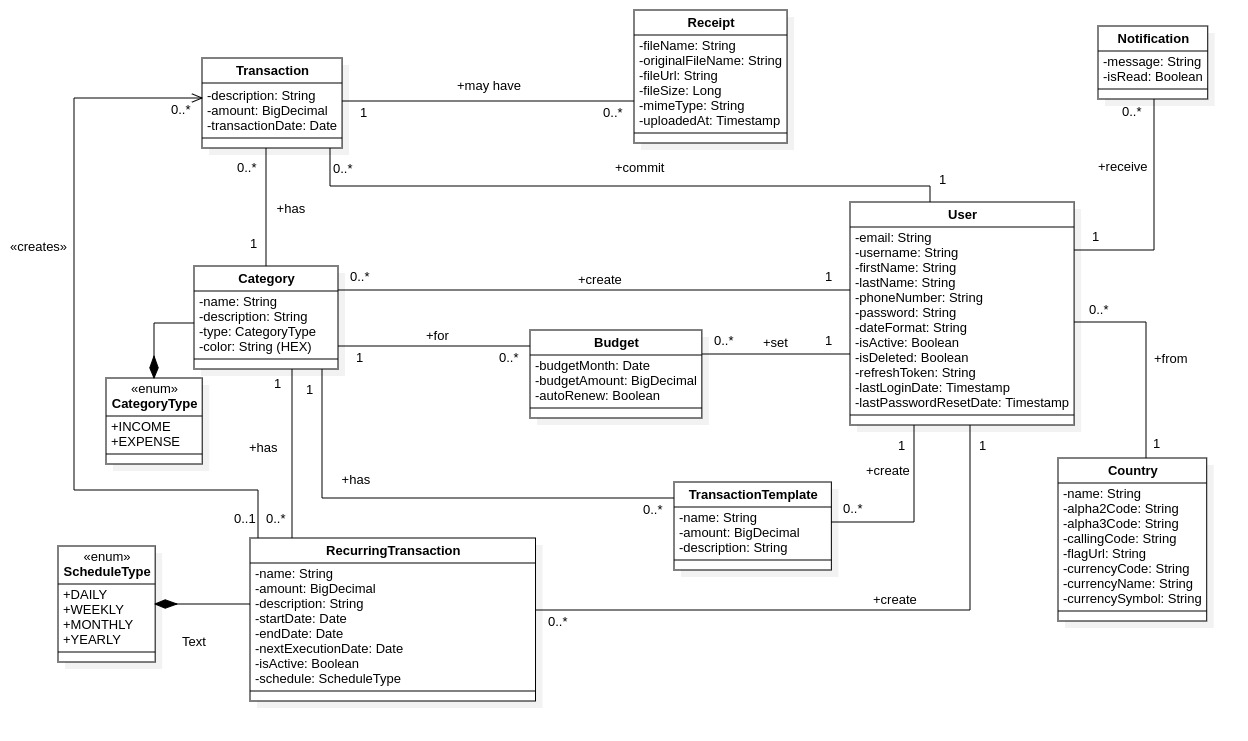 Receipt
-fileName: String
-originalFileName: String
-fileUrl: String
-fileSize: Long
-mimeType: String
-uploadedAt: Timestamp
Notification
-message: String
-isRead: Boolean
Transaction
-description: String
-amount: BigDecimal
-transactionDate: Date
+may have
1
0..*
0..*
0..*
0..*
0..*
+commit
1
+receive
1
+has
1
«creates»
User
-email: String
-username: String
-firstName: String
-lastName: String
-phoneNumber: String
-password: String
-dateFormat: String
-isActive: Boolean
-isDeleted: Boolean
-refreshToken: String
-lastLoginDate: Timestamp
-lastPasswordResetDate: Timestamp
Category
-name: String
-description: String
-type: CategoryType
-color: String (HEX)
0..*
+create
1
+for
1
0..*
Budget
-budgetMonth: Date
-budgetAmount: BigDecimal
-autoRenew: Boolean
0..*
+set
1
0..*
+from
1
«enum»
CategoryType
+INCOME
+EXPENSE
1
1
+has
+has
0..*
1
+create
0..*
1
Country
-name: String
-alpha2Code: String
-alpha3Code: String
-callingCode: String
-flagUrl: String
-currencyCode: String
-currencyName: String
-currencySymbol: String
TransactionTemplate
-name: String
-amount: BigDecimal
-description: String
0..1
0..*
«enum»
ScheduleType
+DAILY
+WEEKLY
+MONTHLY
+YEARLY
Text
RecurringTransaction
-name: String
-amount: BigDecimal
-description: String
-startDate: Date
-endDate: Date
-nextExecutionDate: Date
-isActive: Boolean
-schedule: ScheduleType
+create
0..*